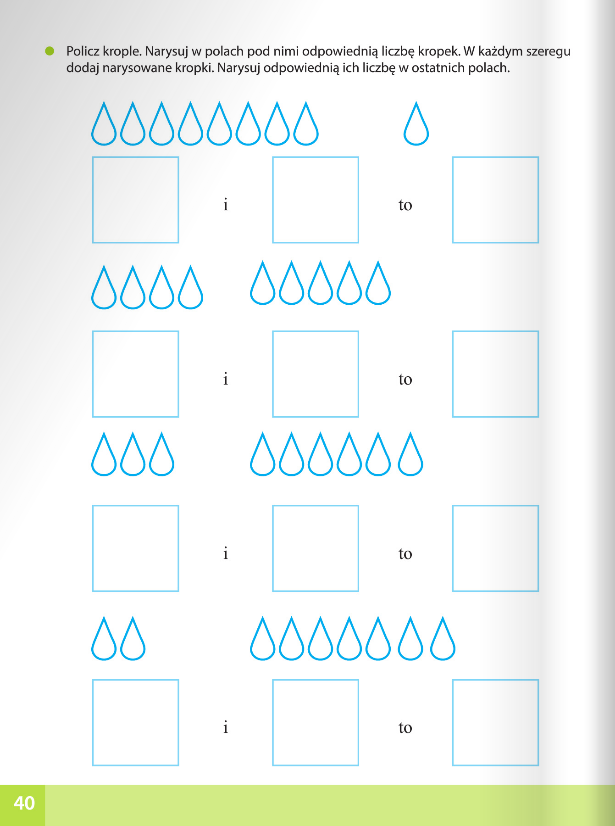 Policz krople. Narysuj w polach pod nimi odpowiednią liczbę kropek. W każdym szeregu
dodaj narysowane kropki. Narysuj odpowiednią ich liczbę w ostatnich polach.
i to
i to
i to
i to
40